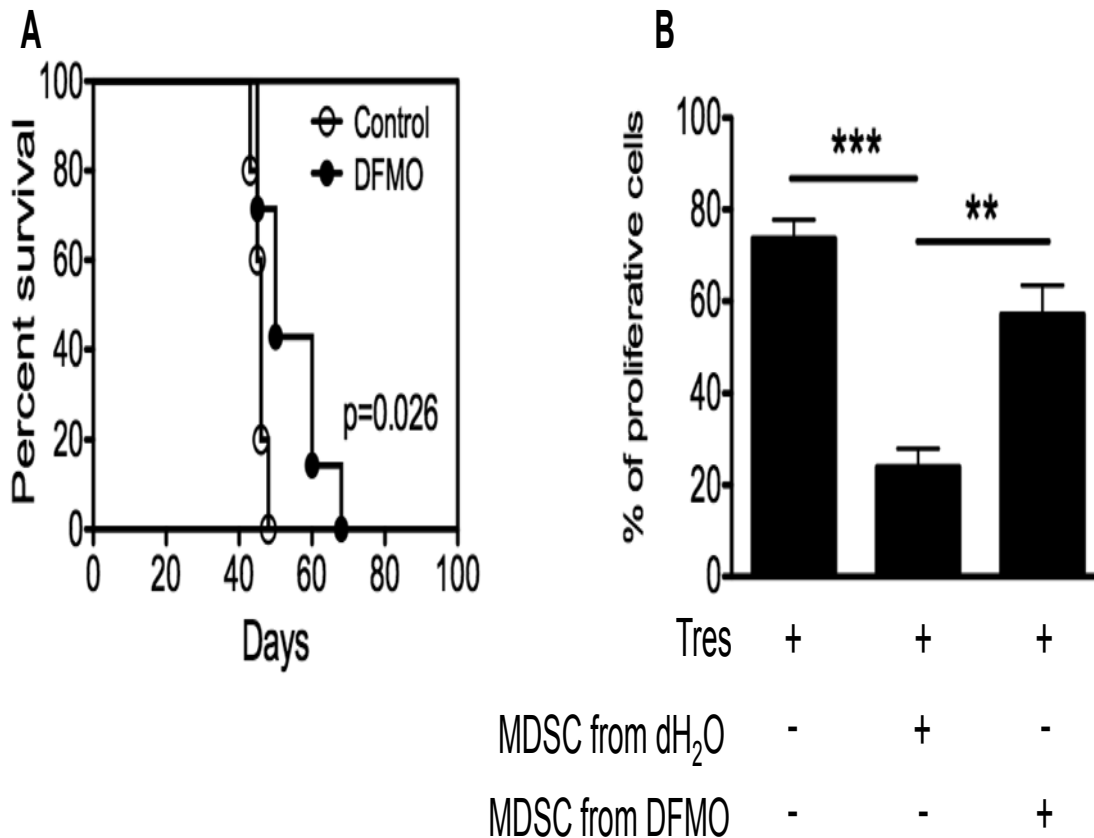 A
Percent survival
100
80
60
40
20
0
Control
DFMO
p=0.026
0 20 40 60 80 100
Days
B
% of proliferative cells
100
80
60
40
20
0
***
**
Tres + + +
MDSC from dH₂O - + -
MDSC from DFMO - - +